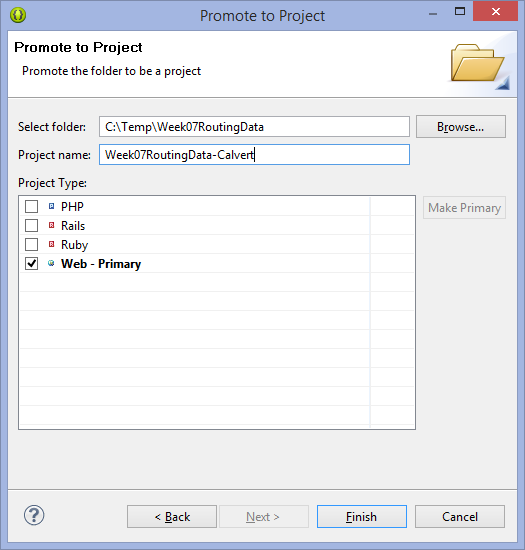 Promote to Project
Promote to Project
Promote the folder to be a project
Select folder: C:\Temp\Week07RoutingData Browse...
Project name: Week07RoutingData-Calvert
Project Type:
PHP Make Primary
Rails
Ruby
Web - Primary
? < Back Next > Finish Cancel